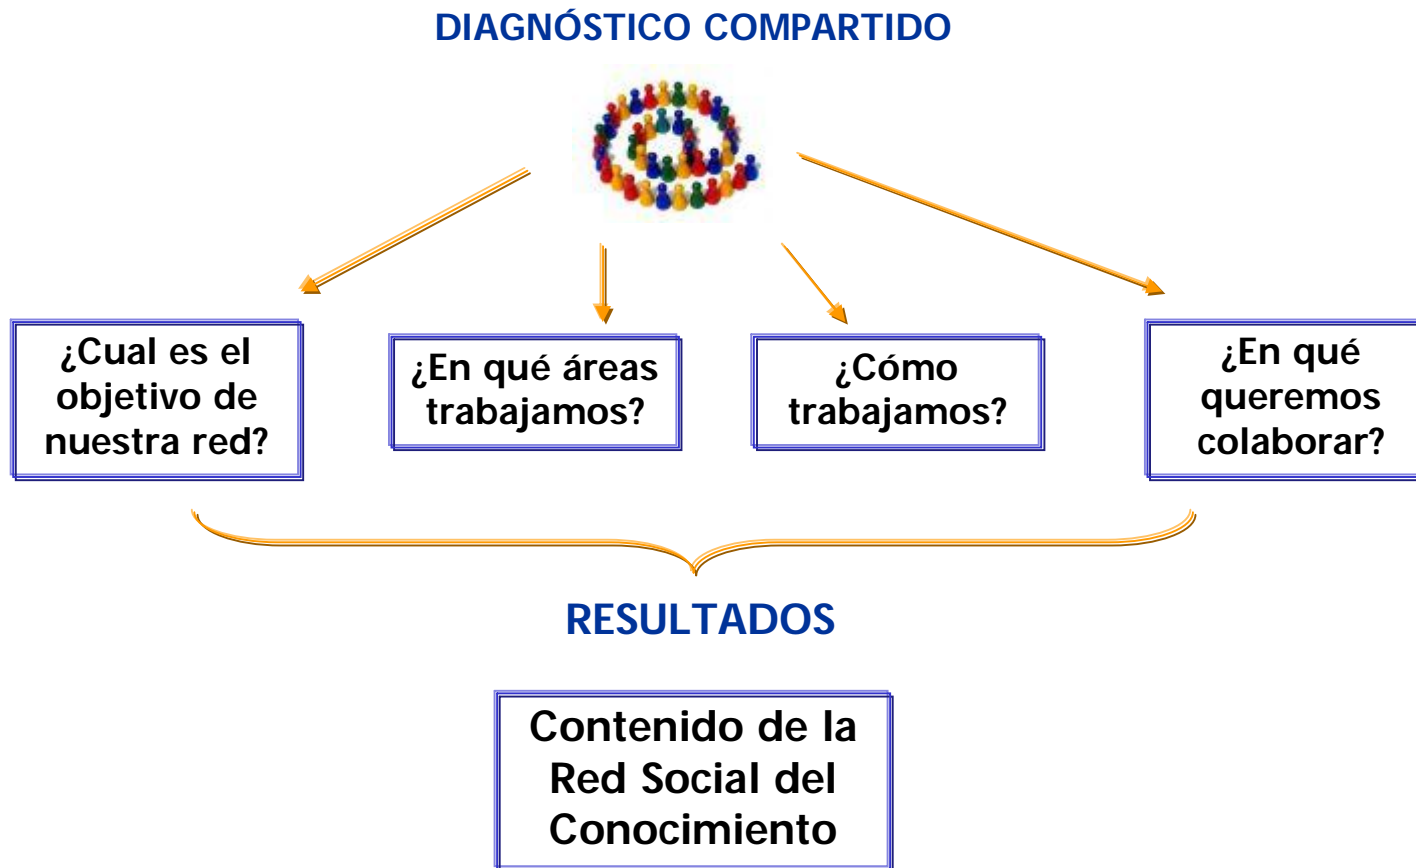 DIAGNÓSTICO COMPARTIDO
¿Cual es el
objetivo de
nuestra red?
¿En qué áreas
trabajamos?
¿Cómo
trabajamos?
¿En qué
queremos
colaborar?
RESULTADOS
Contenido de la
Red Social del
Conocimiento